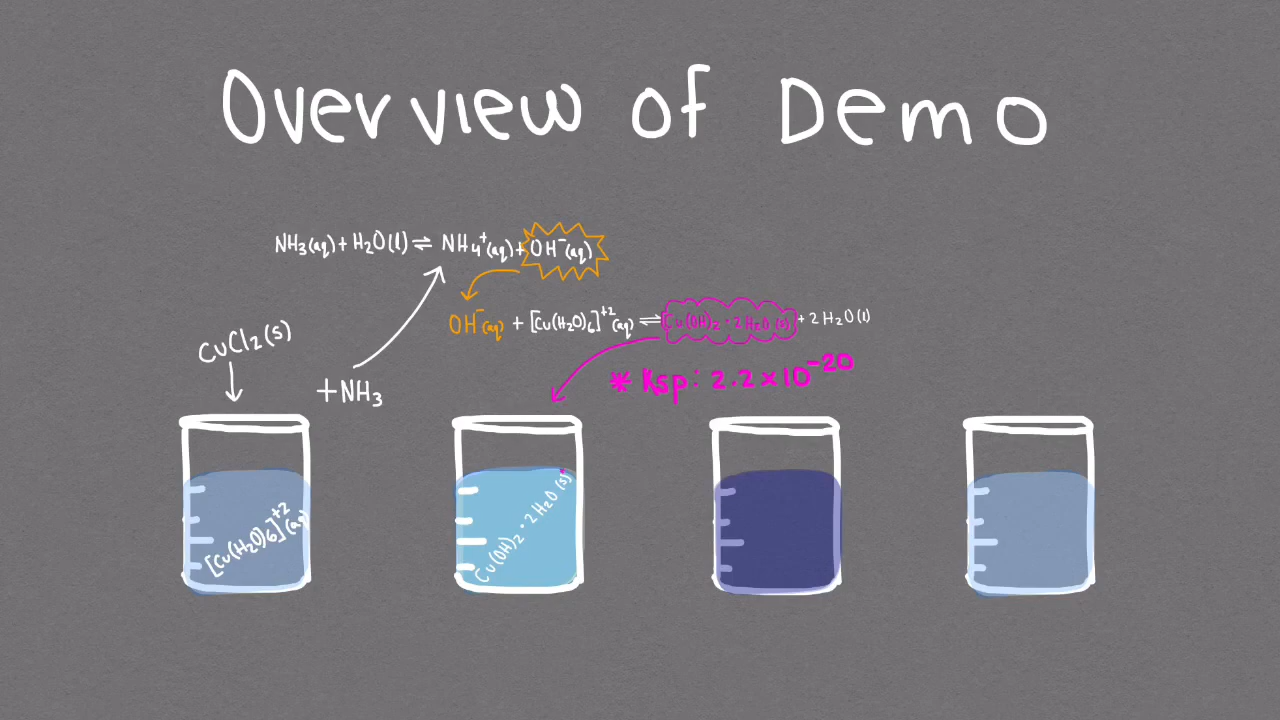 Overview of Demo
NH₃(aq) + H₂O(l) ⇌ NH₄⁺(aq) + OH⁻(aq)
OH⁻(aq) + [Cu(H₂O)₆]⁺²(aq) ⇌ Cu(OH)₂ · 2H₂O(s) + 2H₂O(l)
CuCl₂(s)
+NH₃
* Ksp: 2.2 x 10⁻²⁰
[Cu(H₂O)₆]⁺²(aq)
Cu(OH)₂ · 2H₂O(s)